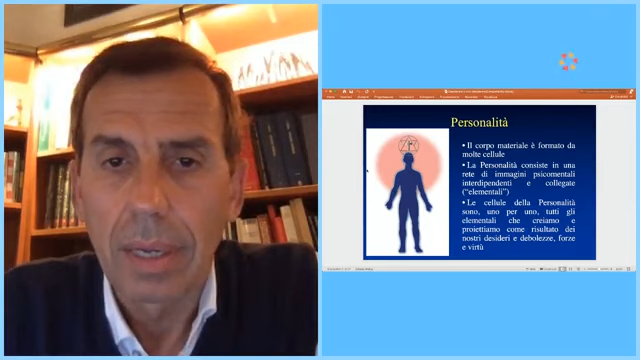 Personalità
• Il corpo materiale è formato da
molte cellule
• La Personalità consiste in una
rete di immagini psicomentali
interdipendenti e collegate
("elementali")
• Le cellule della Personalità
sono, uno per uno, tutti gli
elementali che creiamo e
proiettiamo come risultato dei
nostri desideri e debolezze, forze
e virtù